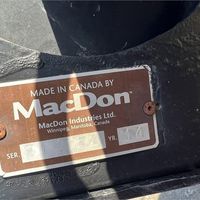 MADE IN CANADA BY
MacDon
MacDon Industries Ltd.
Winnipeg, Manitoba, Canada
SER. YR.